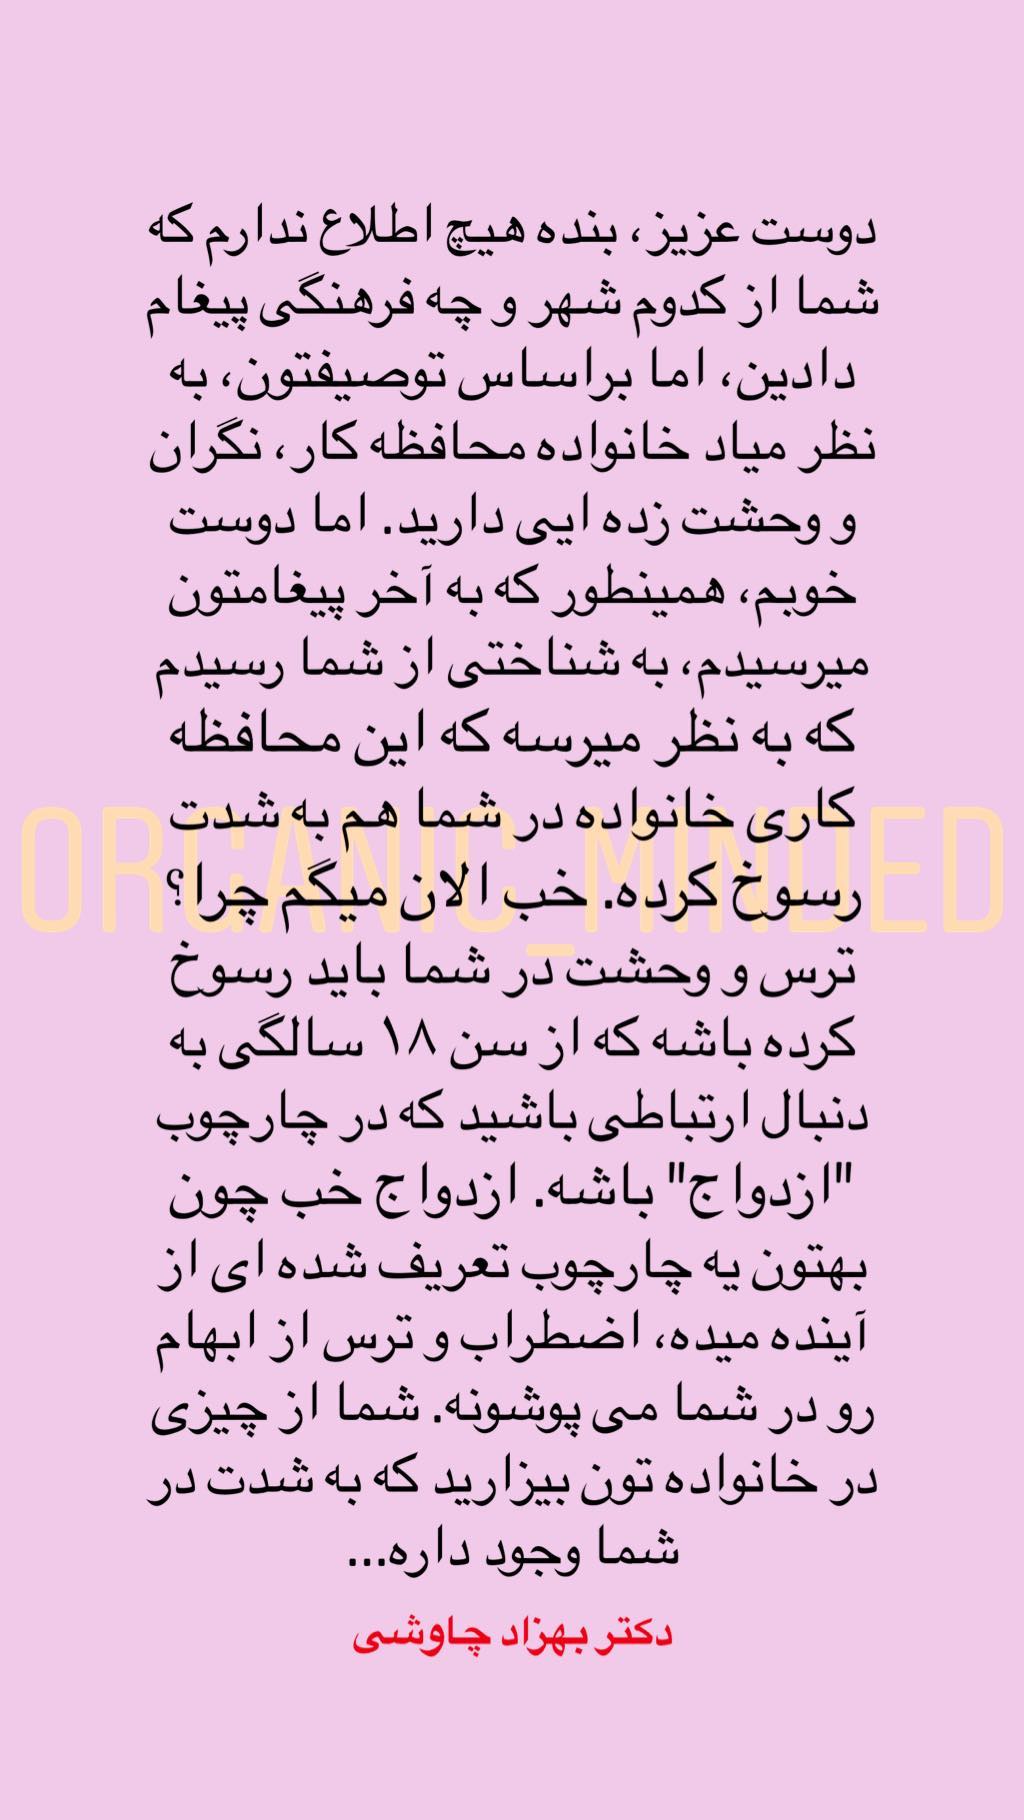 دوست عزیز، بنده هیچ اطلاع ندارم که
شما از کدوم شهر و چه فرهنگی پیغام
دادین، اما براساس توصیفتون، به
نظر میاد خانواده محافظه کار، نگران
و وحشت زده ایی دارید. اما دوست
خوبم، همینطور که به آخر پیغامتون
میرسیدم، به شناختی از شما رسیدم
که به نظر میرسه که این محافظه
کاری خانواده در شما هم به شدت
رسوخ کرده. خب الان میگم چرا؟
ORGANIC_MINDED
ترس و وحشت در شما باید رسوخ
کرده باشه که از سن ۱۸ سالگی به
دنبال ارتباطی باشید که در چارچوب
"ازدواج" باشه. ازدواج خب چون
بهتون یه چارچوب تعریف شده ای از
آینده میده، اضطراب و ترس از ابهام
رو در شما می پوشونه. شما از چیزی
در خانواده تون بیزارید که به شدت در
شما وجود داره...
دکتر بهزاد چاوشی